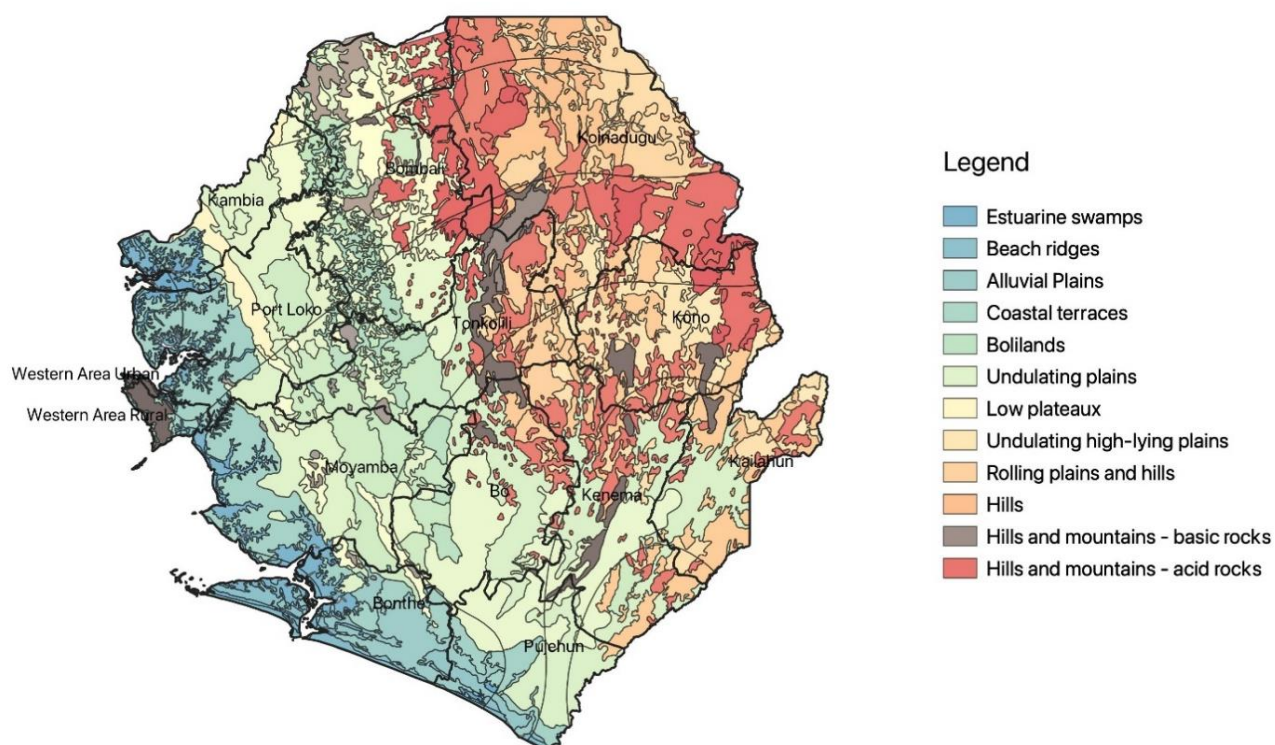 Koinadugu
Bombali
Kambia
Port Loko
Tonkolili
Kono
Western Area Urban
Western Area Rural
Moyamba
Bo
Kenema
Kailahun
Bonthe
Pujehun
Legend
Estuarine swamps
Beach ridges
Alluvial Plains
Coastal terraces
Bolilands
Undulating plains
Low plateaux
Undulating high-lying plains
Rolling plains and hills
Hills
Hills and mountains - basic rocks
Hills and mountains - acid rocks